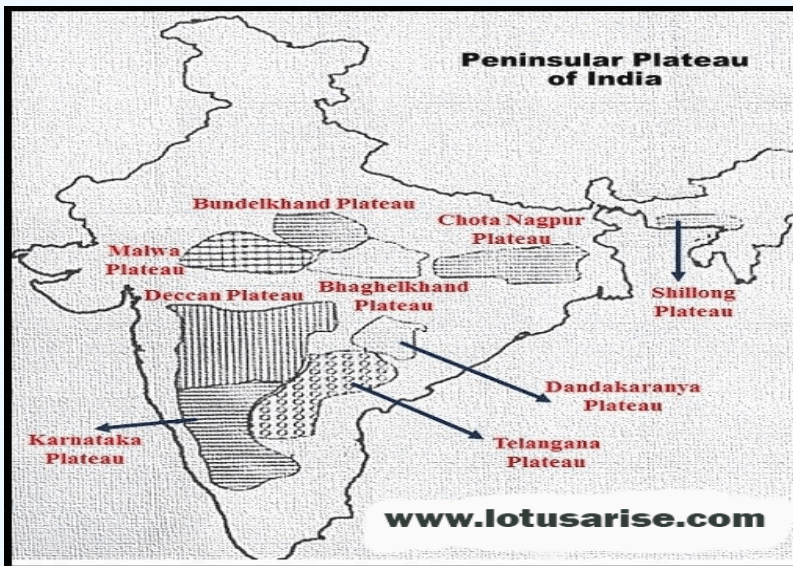 Peninsular Plateau
of India
Bundelkhand Plateau
Chota Nagpur
Plateau
Malwa
Plateau
Bhaghelkhand
Plateau
Shillong
Plateau
Deccan Plateau
Dandakaranya
Plateau
Karnataka
Plateau
Telangana
Plateau
www.lotusarise.com